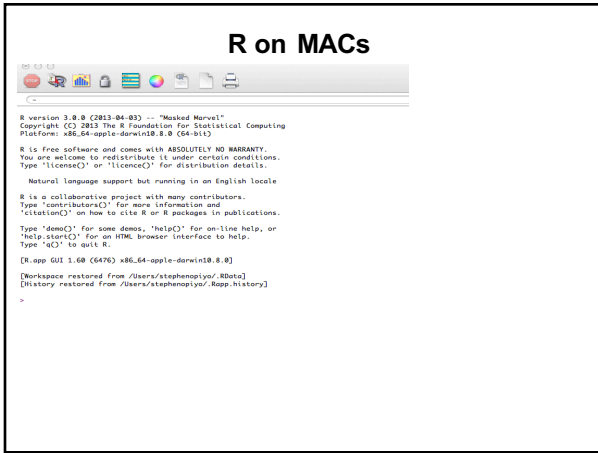 R on MACs
STOP
R version 3.0.0 (2013-04-03) -- "Masked Marvel"
Copyright (C) 2013 The R Foundation for Statistical Computing
Platform: x86_64-apple-darwin10.8.0 (64-bit)
R is free software and comes with ABSOLUTELY NO WARRANTY.
You are welcome to redistribute it under certain conditions.
Type 'license()' or 'licence()' for distribution details.
Natural language support but running in an English locale
R is a collaborative project with many contributors.
Type 'contributors()' for more information and
'citation()' on how to cite R or R packages in publications.
Type 'demo()' for some demos, 'help()' for on-line help, or
'help.start()' for an HTML browser interface to help.
Type 'q()' to quit R.
[R.app GUI 1.60 (6476) x86_64-apple-darwin10.8.0]
[Workspace restored from /Users/stephenopiyo/.RData]
[History restored from /Users/stephenopiyo/.Rapp.history]
>